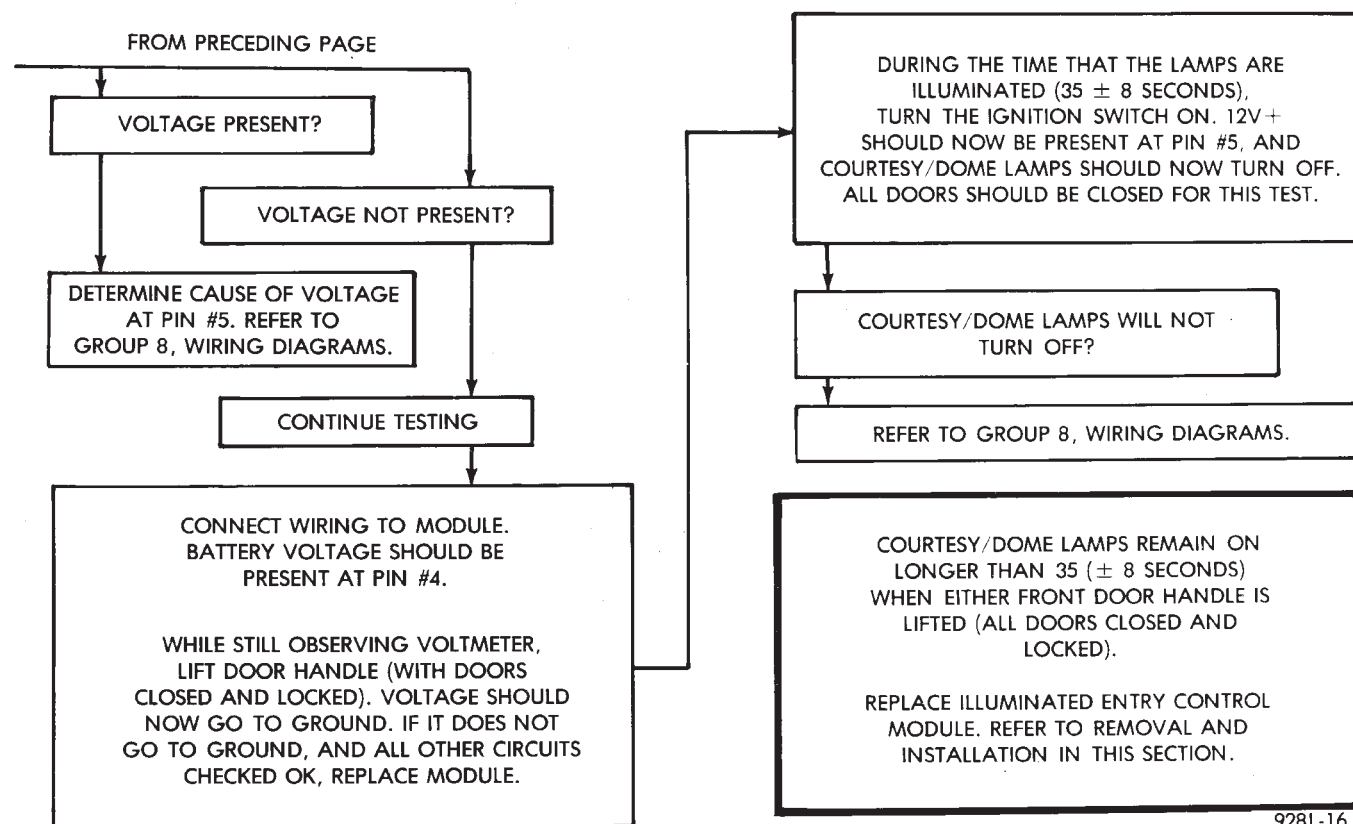 FROM PRECEDING PAGE
VOLTAGE PRESENT?
VOLTAGE NOT PRESENT?
DETERMINE CAUSE OF VOLTAGE
AT PIN #5. REFER TO
GROUP 8, WIRING DIAGRAMS.
CONTINUE TESTING
CONNECT WIRING TO MODULE.
BATTERY VOLTAGE SHOULD BE
PRESENT AT PIN #4.
WHILE STILL OBSERVING VOLTMETER,
LIFT DOOR HANDLE (WITH DOORS
CLOSED AND LOCKED). VOLTAGE SHOULD
NOW GO TO GROUND. IF IT DOES NOT
GO TO GROUND, AND ALL OTHER CIRCUITS
CHECKED OK, REPLACE MODULE.
DURING THE TIME THAT THE LAMPS ARE
ILLUMINATED (35 ± 8 SECONDS),
TURN THE IGNITION SWITCH ON. 12V+
SHOULD NOW BE PRESENT AT PIN #5, AND
COURTESY/DOME LAMPS SHOULD NOW TURN OFF.
ALL DOORS SHOULD BE CLOSED FOR THIS TEST.
COURTESY/DOME LAMPS WILL NOT
TURN OFF?
REFER TO GROUP 8, WIRING DIAGRAMS.
COURTESY/DOME LAMPS REMAIN ON
LONGER THAN 35 (± 8 SECONDS)
WHEN EITHER FRONT DOOR HANDLE IS
LIFTED (ALL DOORS CLOSED AND
LOCKED).
REPLACE ILLUMINATED ENTRY CONTROL
MODULE. REFER TO REMOVAL AND
INSTALLATION IN THIS SECTION.
928L-16